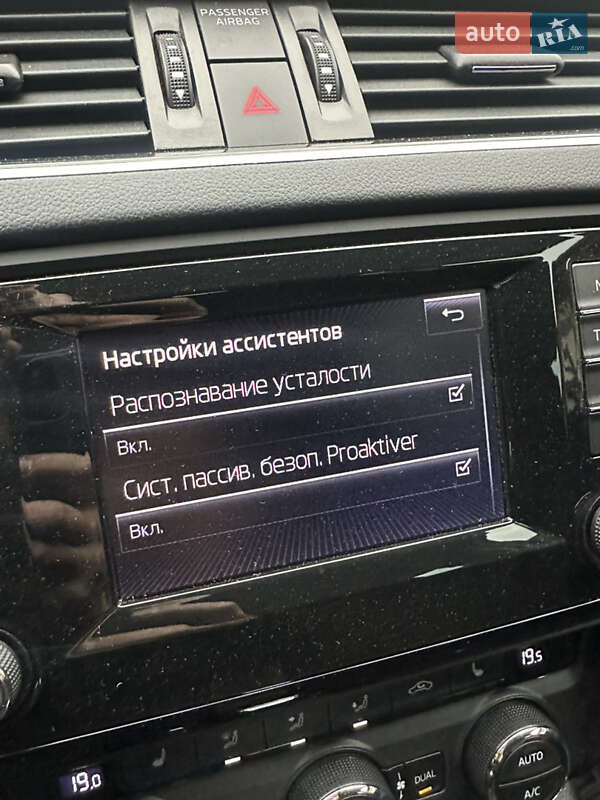 PASSENGER
AIRBAG
auto RIA .com
Настройки ассистентов
Распознавание усталости
Вкл.
Сист. пассив. безоп. Proaktiver
Вкл.
19.5
19.0
DUAL
AUTO
A/C